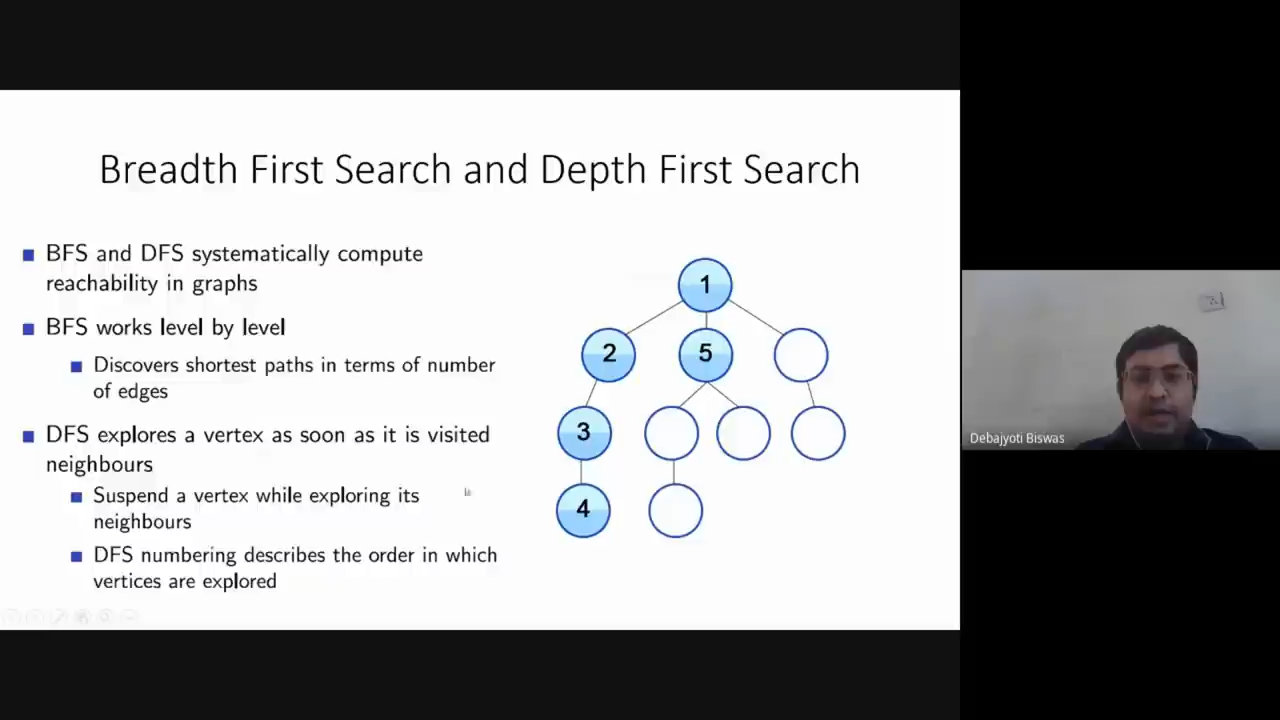 Breadth First Search and Depth First Search
BFS and DFS systematically compute
reachability in graphs
BFS works level by level
Discovers shortest paths in terms of number
of edges
DFS explores a vertex as soon as it is visited
neighbours
Suspend a vertex while exploring its
neighbours
DFS numbering describes the order in which
vertices are explored
1
2
5
3
4
Debajyoti Biswas